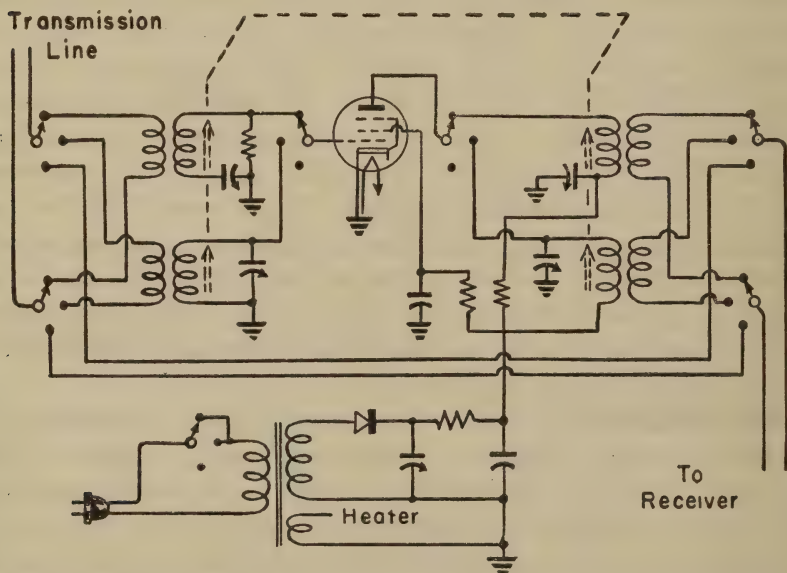 Transmission
Line
Heater
To
Receiver